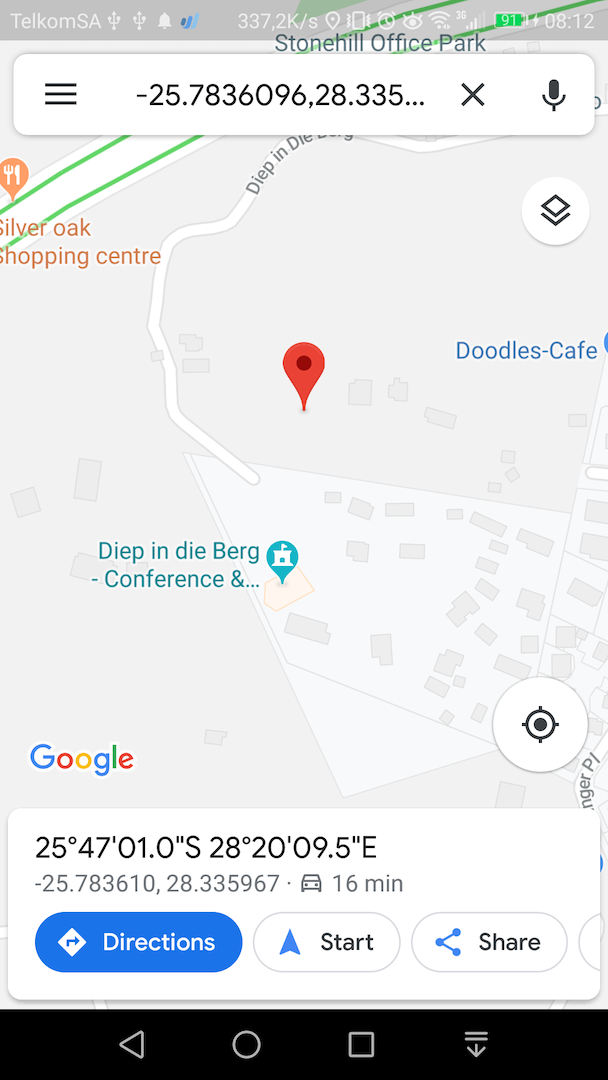 TelkomSA 337,2K/s 3G 91 08:12
Stonehill Office Park
-25.7836096,28.335...
Diep in Die Berg
Silver oak
Shopping centre
Doodles-Cafe
Diep in die Berg
- Conference &...
Google
25°47'01.0"S 28°20'09.5"E
-25.783610, 28.335967 · 16 min
Directions
Start
Share